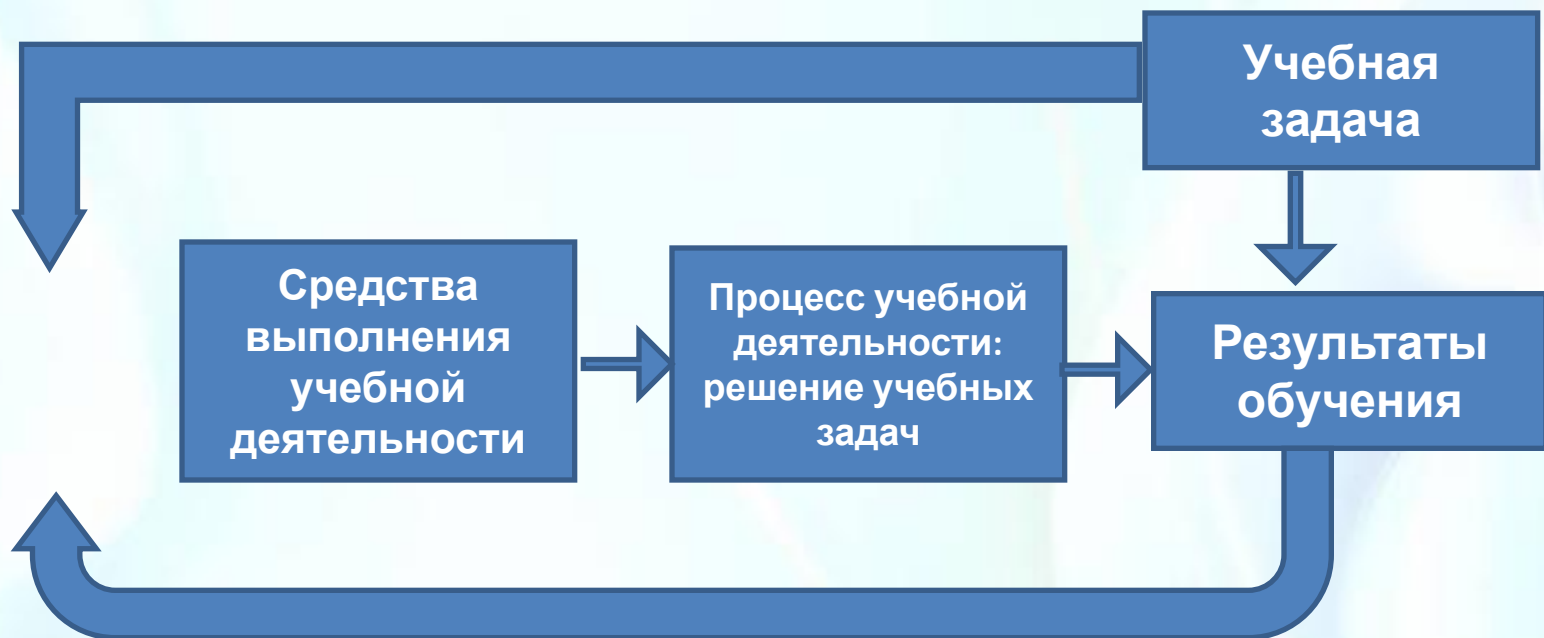 Учебная
задача
Средства
выполнения
учебной
деятельности
Процесс учебной
деятельности:
решение учебных
задач
Результаты
обучения